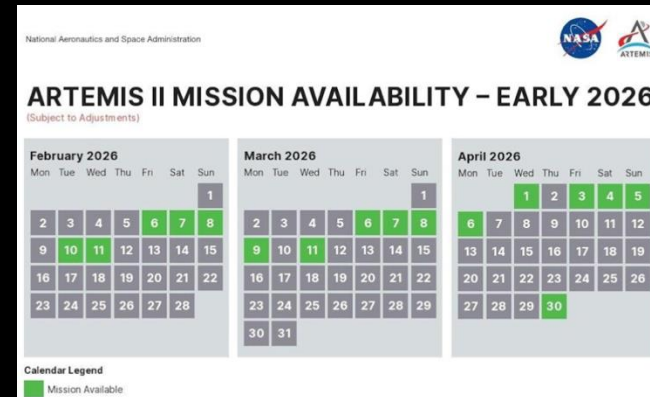 National Aeronautics and Space Administration
NASA
ARTEMIS
ARTEMIS II MISSION AVAILABILITY – EARLY 2026
(Subject to Adjustments)
February 2026
Mon Tue Wed Thu Fri Sat Sun
1
2 3 4 5 6 7 8
9 10 11 12 13 14 15
16 17 18 19 20 21 22
23 24 25 26 27 28
March 2026
Mon Tue Wed Thu Fri Sat Sun
1
2 3 4 5 6 7 8
9 10 11 12 13 14 15
16 17 18 19 20 21 22
23 24 25 26 27 28 29
30 31
April 2026
Mon Tue Wed Thu Fri Sat Sun
1 2 3 4 5
6 7 8 9 10 11 12
13 14 15 16 17 18 19
20 21 22 23 24 25 26
27 28 29 30
Calendar Legend
Mission Available